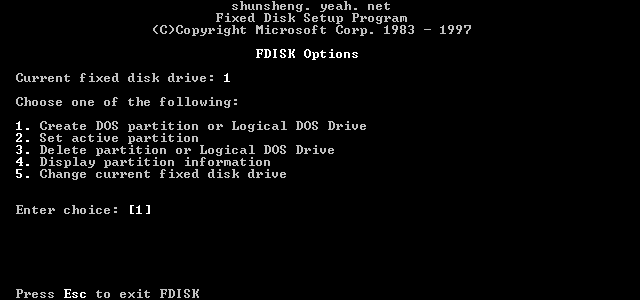 shunsheng. yeah. net
Fixed Disk Setup Program
(C)Copyright Microsoft Corp. 1983 - 1997
FDISK Options
Current fixed disk drive: 1
Choose one of the following:
1. Create DOS partition or Logical DOS Drive
2. Set active partition
3. Delete partition or Logical DOS Drive
4. Display partition information
5. Change current fixed disk drive
Enter choice: [1]
Press Esc to exit FDISK